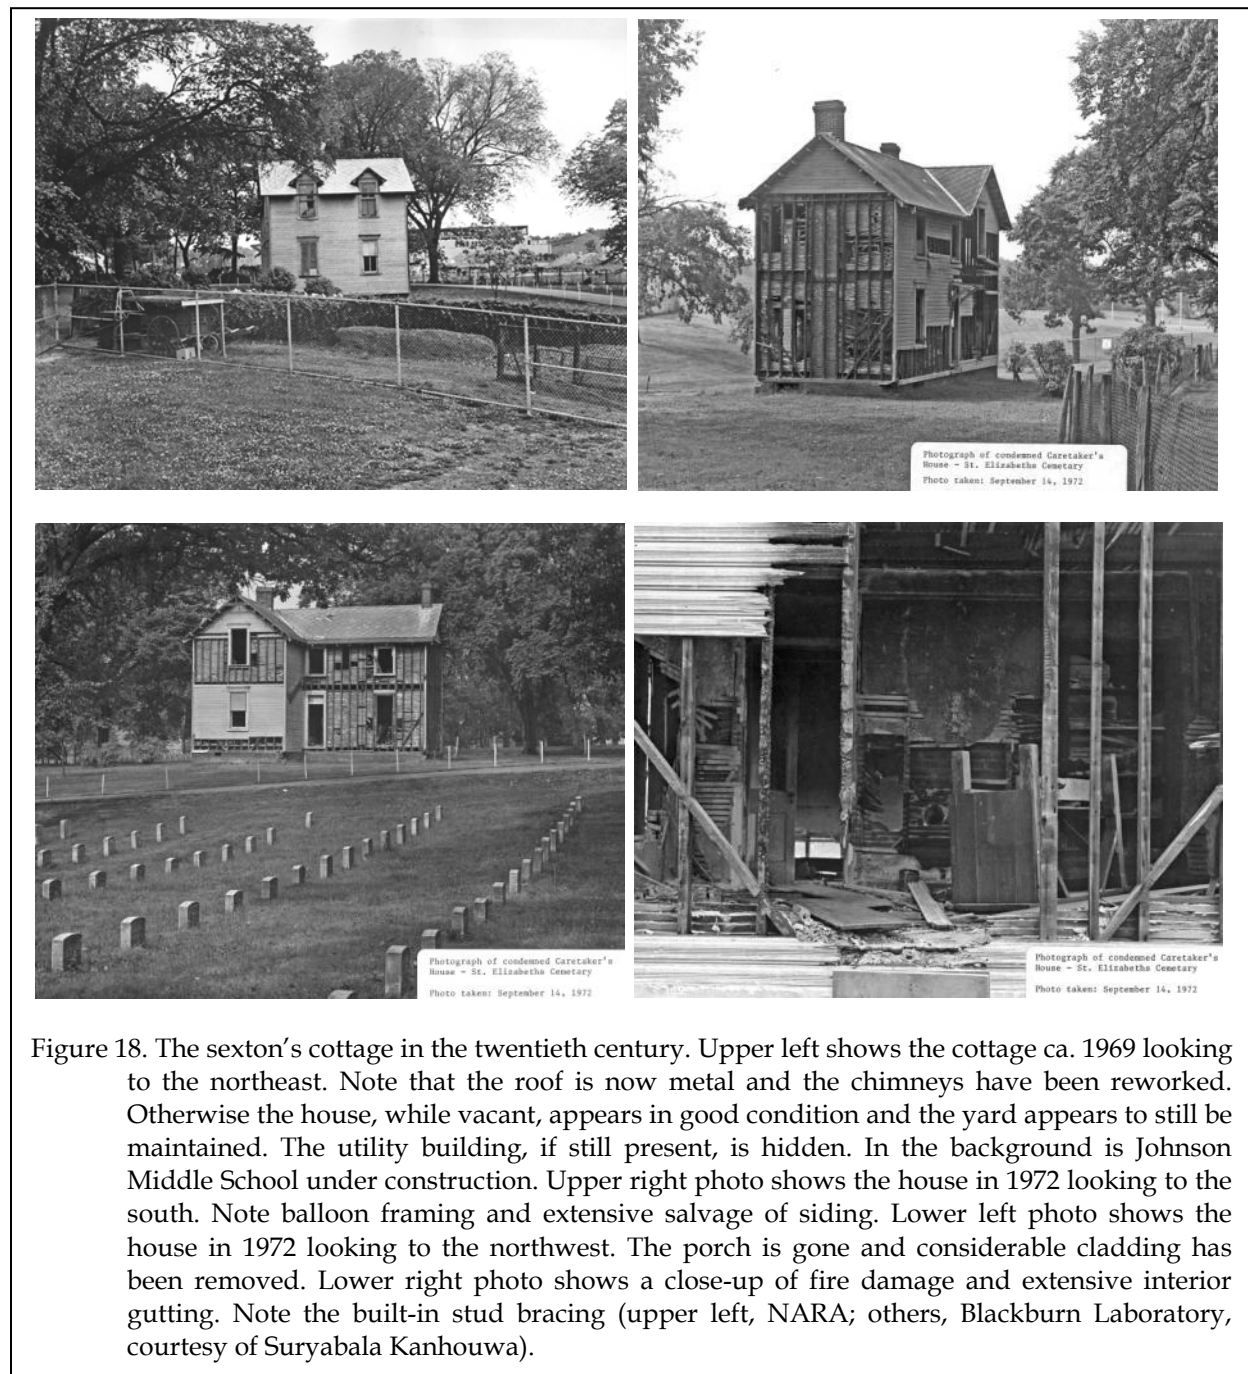 Photograph of condemned Caretaker's
House - St. Elizabeths Cemetary
Photo taken: September 14, 1972
Photograph of condemned Caretaker's
House - St. Elizabeths Cemetary
Photo taken: September 14, 1972
Photograph of condemned Caretaker's
House - St. Elizabeths Cemetary
Photo taken: September 14, 1972
Figure 18. The sexton’s cottage in the twentieth century. Upper left shows the cottage ca. 1969 looking
to the northeast. Note that the roof is now metal and the chimneys have been reworked.
Otherwise the house, while vacant, appears in good condition and the yard appears to still be
maintained. The utility building, if still present, is hidden. In the background is Johnson
Middle School under construction. Upper right photo shows the house in 1972 looking to the
south. Note balloon framing and extensive salvage of siding. Lower left photo shows the
house in 1972 looking to the northwest. The porch is gone and considerable cladding has
been removed. Lower right photo shows a close-up of fire damage and extensive interior
gutting. Note the built-in stud bracing (upper left, NARA; others, Blackburn Laboratory,
courtesy of Suryabala Kanhouwa).